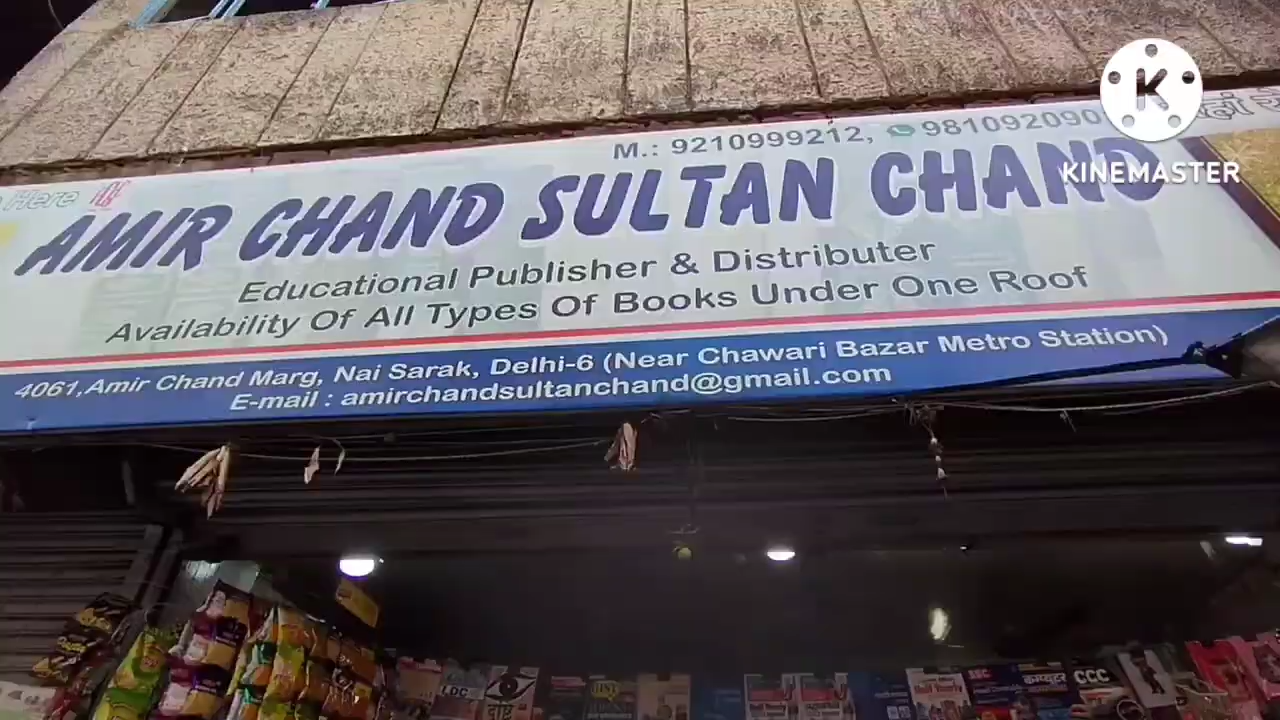 M.: 9210999212, 981092090
KINEMASTER
Here
AMIR CHAND SULTAN CHAND
Educational Publisher & Distributer
Availability Of All Types Of Books Under One Roof
4061,Amir Chand Marg, Nai Sarak, Delhi-6 (Near Chawari Bazar Metro Station)
E-mail : amirchandsultanchand@gmail.com
LDC
SSC
CCC